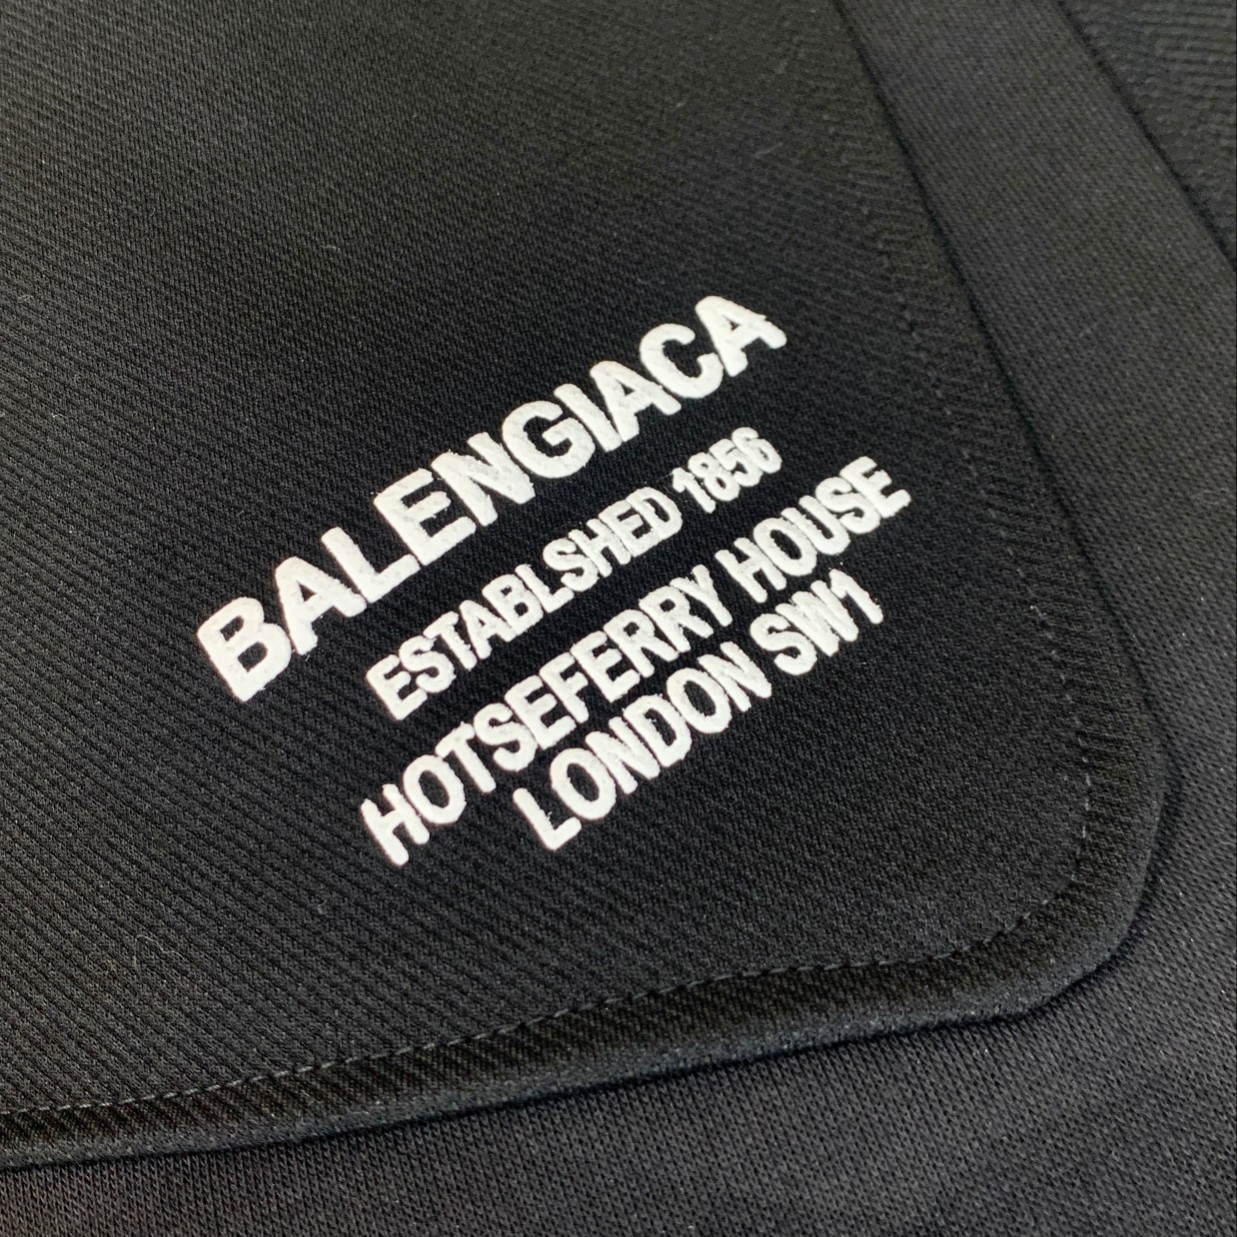 BALENGIACA
ESTABLSHED 1856
HOTSEFERRY HOUSE
LONDON SW1